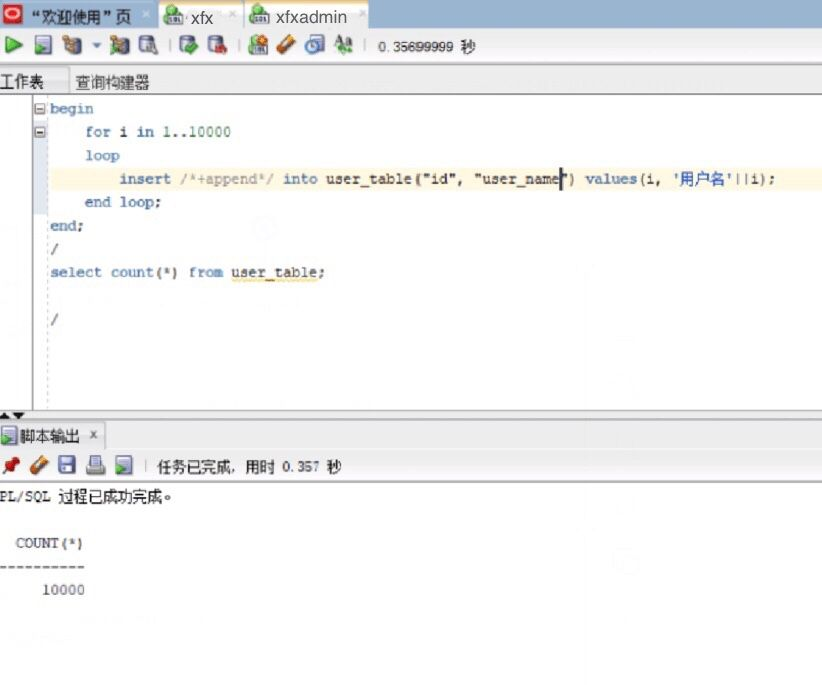 “欢迎使用”页 xfx xfxadmin
0.35699999 秒
工作表 查询构建器
begin
for i in 1..10000
loop
insert /*+append*/ into user_table("id", "user_name") values(i, '用户名'||i);
end loop;
end;
/
select count(*) from user_table;
/
脚本输出
任务已完成, 用时 0.357 秒
PL/SQL 过程已成功完成。
COUNT(*)
----------
10000